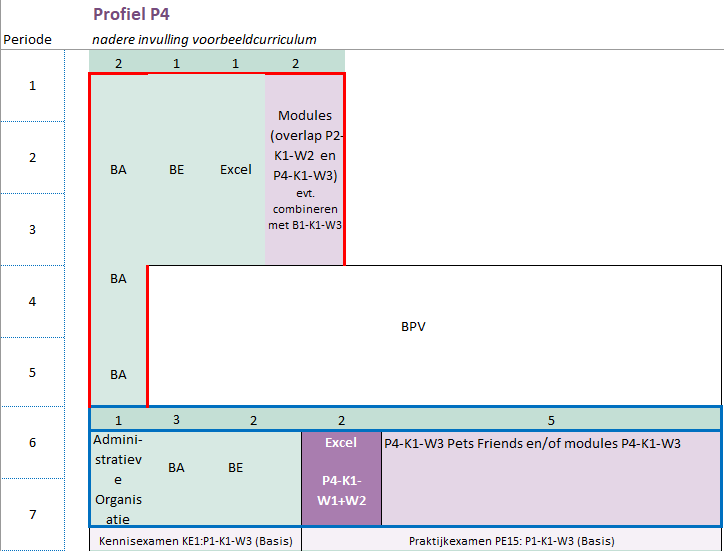 Profiel P4
Periode
nadere invulling voorbeeldcurriculum
2 1 1 2
1
2
3
BA BE Excel
Modules
(overlap P2-
K1-W2 en
P4-K1-W3)
evt.
combineren
met B1-K1-W3
BA
4
BPV
5
BA
1 3 2 2 5
6
7
Admini-
stratiev
e
Organis
atie
BA BE
Excel
P4-K1-
W1+W2
P4-K1-W3 Pets Friends en/of modules P4-K1-W3
Kennisexamen KE1:P1-K1-W3 (Basis)
Praktijkexamen PE15: P1-K1-W3 (Basis)